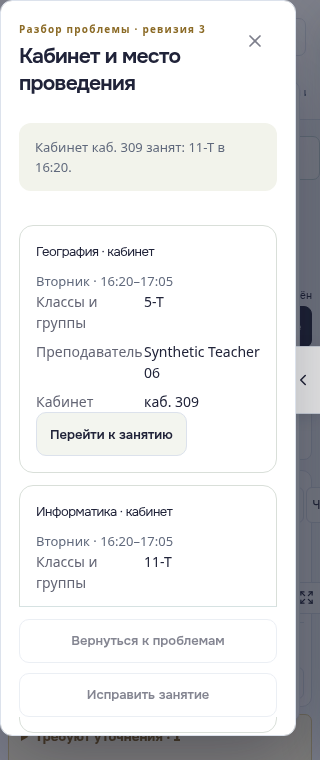 Разбор проблемы · ревизия 3
Кабинет и место
проведения
Кабинет каб. 309 занят: 11-Т в
16:20.
География · кабинет
Вторник · 16:20–17:05
Классы и
группы
5-Т
Преподаватель
Synthetic Teacher
06
Кабинет
каб. 309
Перейти к занятию
Информатика · кабинет
Вторник · 16:20–17:05
Классы и
группы
11-Т
Вернуться к проблемам
Исправить занятие
Требуют уточнения · 1